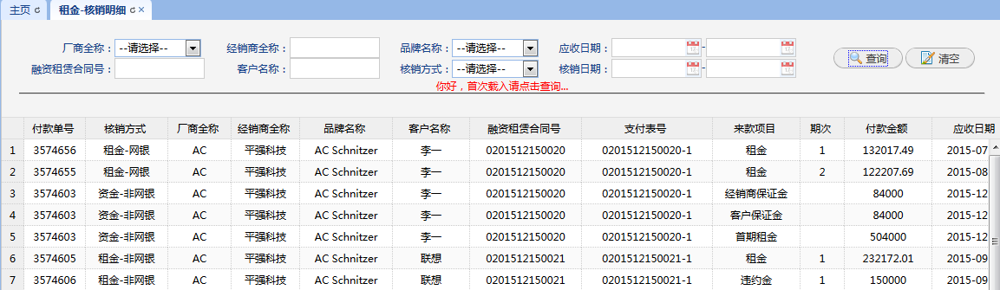 主页 租金-核销明细
厂商全称： --请选择-- 经销商全称： 品牌名称： --请选择-- 应收日期： -
融资租赁合同号： 客户名称： 核销方式： --请选择-- 核销日期： - 查询 清空
你好，首次载入请点击查询...
付款单号 核销方式 厂商全称 经销商全称 品牌名称 客户名称 融资租赁合同号 支付表号 来款项目 期次 付款金额 应收日期
1 3574656 租金-网银 AC 平强科技 AC Schnitzer 李一 0201512150020 0201512150020-1 租金 1 132017.49 2015-07
2 3574655 租金-网银 AC 平强科技 AC Schnitzer 李一 0201512150020 0201512150020-1 租金 2 122207.69 2015-08
3 3574603 资金-非网银 AC 平强科技 AC Schnitzer 李一 0201512150020 0201512150020-1 经销商保证金 84000 2015-12
4 3574603 资金-非网银 AC 平强科技 AC Schnitzer 李一 0201512150020 0201512150020-1 客户保证金 84000 2015-12
5 3574603 资金-非网银 AC 平强科技 AC Schnitzer 李一 0201512150020 0201512150020-1 首期租金 504000 2015-12
6 3574605 租金-非网银 AC 平强科技 AC Schnitzer 联想 0201512150021 0201512150021-1 租金 1 232172.01 2015-09
7 3574606 租金-非网银 AC 平强科技 AC Schnitzer 联想 0201512150021 0201512150021-1 违约金 1 150000 2015-09